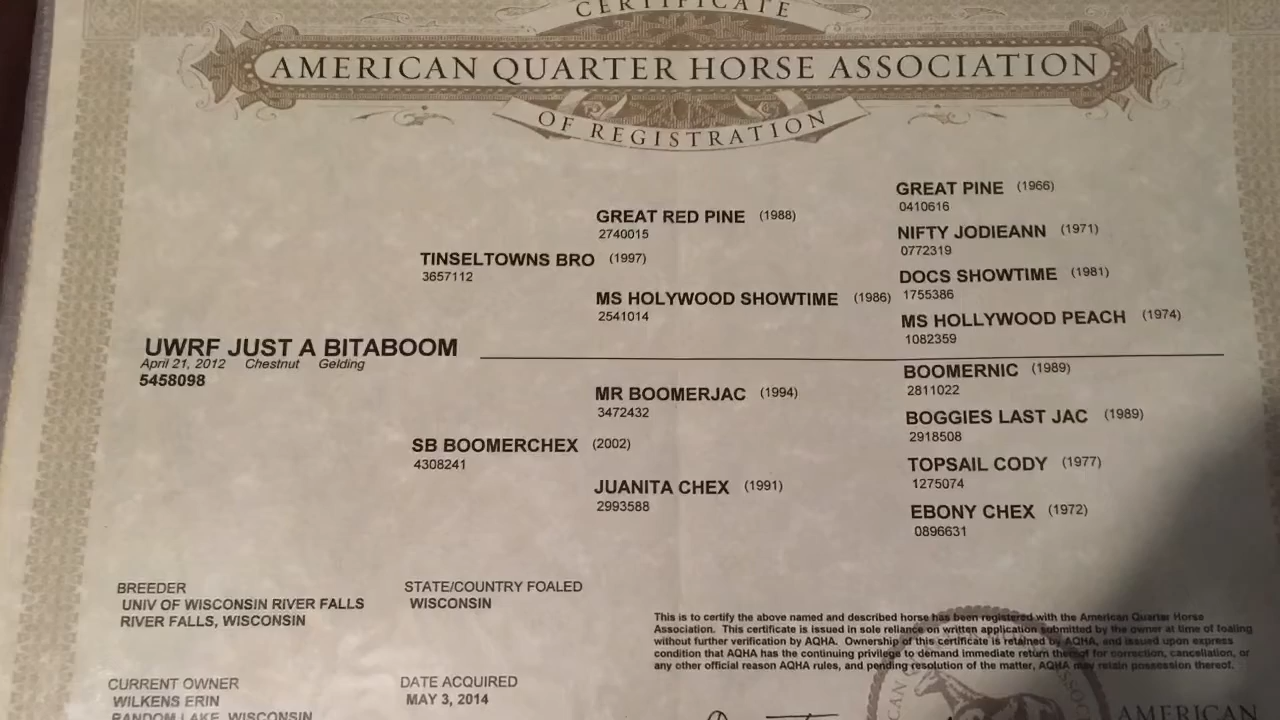 CERTIFICATE
AMERICAN QUARTER HORSE ASSOCIATION
OF REGISTRATION
GREAT PINE (1966)
0410616
GREAT RED PINE (1988)
2740015
NIFTY JODIEANN (1971)
0772319
TINSELTOWNS BRO (1997)
3657112
DOCS SHOWTIME (1981)
1755386
MS HOLYWOOD SHOWTIME (1986)
2541014
MS HOLLYWOOD PEACH (1974)
1082359
UWRF JUST A BITABOOM
April 21, 2012 Chestnut Gelding
5458098
BOOMERNIC (1989)
2811022
MR BOOMERJAC (1994)
3472432
BOGGIES LAST JAC (1989)
2918508
SB BOOMERCHEX (2002)
4308241
TOPSAIL CODY (1977)
1275074
JUANITA CHEX (1991)
2993588
EBONY CHEX (1972)
0896631
BREEDER
UNIV OF WISCONSIN RIVER FALLS
RIVER FALLS, WISCONSIN
STATE/COUNTRY FOALED
WISCONSIN
This is to certify the above named and described horse has been registered with the American Quarter Horse
Association. This certificate is issued in sole reliance on written application submitted by the owner at time of foaling
without further verification by AQHA. Ownership of this certificate is retained by AQHA, and issued upon express
condition that AQHA has the continuing privilege to demand immediate return thereof for correction, cancellation, or
any other official reason AQHA rules, and pending resolution of the matter, AQHA may retain possession thereof.
CURRENT OWNER
WILKENS ERIN
RANDOM LAKE, WISCONSIN
DATE ACQUIRED
MAY 3, 2014
AMERICAN